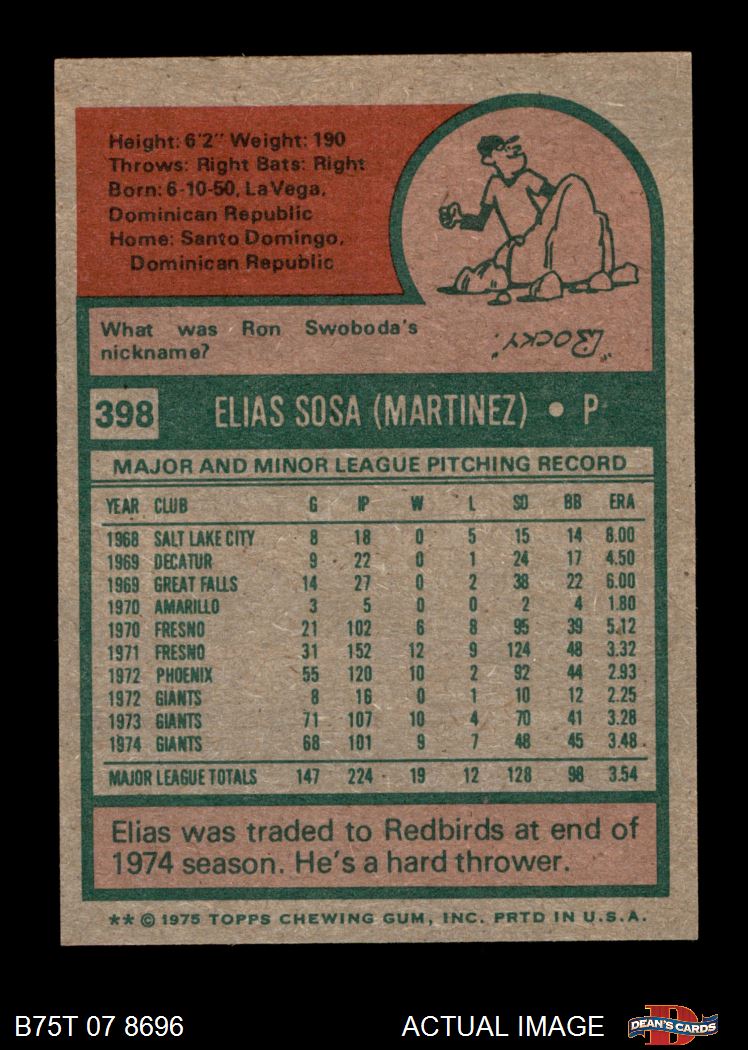 Height: 6'2" Weight: 190
Throws: Right Bats: Right
Born: 6-10-50, La Vega,
Dominican Republic
Home: Santo Domingo,
Dominican Republic
What was Ron Swoboda's
nickname?
"Rocky."
398 ELIAS SOSA (MARTINEZ) • P
MAJOR AND MINOR LEAGUE PITCHING RECORD
YEAR CLUB G IP W L SO BB ERA
1968 SALT LAKE CITY 8 18 0 5 15 14 8.00
1969 DECATUR 9 22 0 1 24 17 4.50
1969 GREAT FALLS 14 27 0 2 38 22 6.00
1970 AMARILLO 3 5 0 0 2 4 1.80
1970 FRESNO 21 102 6 8 95 39 5.12
1971 FRESNO 31 152 12 9 124 48 3.32
1972 PHOENIX 55 120 10 2 92 44 2.93
1972 GIANTS 8 16 0 1 10 12 2.25
1973 GIANTS 71 107 10 4 70 41 3.28
1974 GIANTS 68 101 9 7 48 45 3.48
MAJOR LEAGUE TOTALS 147 224 19 12 128 98 3.54
Elias was traded to Redbirds at end of
1974 season. He's a hard thrower.
** © 1975 TOPPS CHEWING GUM, INC. PRTD IN U.S.A.
B75T 07 8696 ACTUAL IMAGE D DEAN'S CARDS